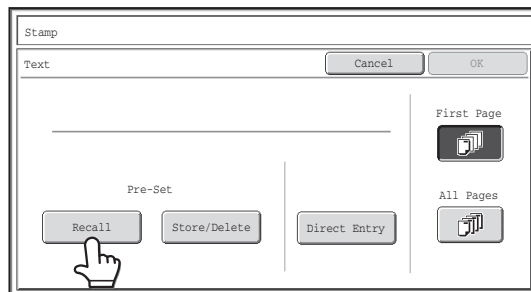 Stamp
Text Cancel OK
First Page
Pre-Set All Pages
Recall Store/Delete Direct Entry